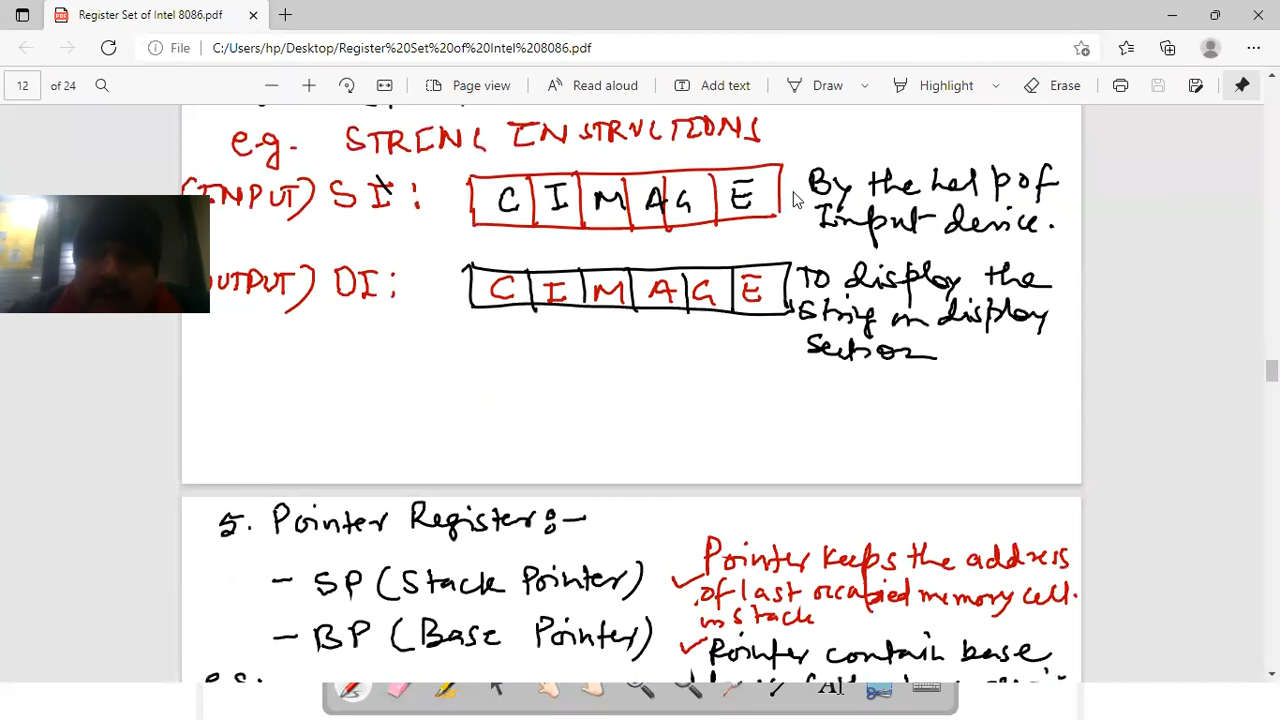 Register Set of Intel 8086.pdf
File C:/Users/hp/Desktop/Register%20Set%20of%20Intel%208086.pdf
12 of 24 Page view Read aloud Add text Draw Highlight Erase
e.g. STRING INSTRUCTIONS
(INPUT) SI: C I M A G E By the help of
Input device.
OUTPUT) DI: C I M A G E To display the
String on display
Section
5. Pointer Register:-
- SP (Stack Pointer) Pointer keeps the address
of last occupied memory cell.
in stack
- BP (Base Pointer) Pointer contain base